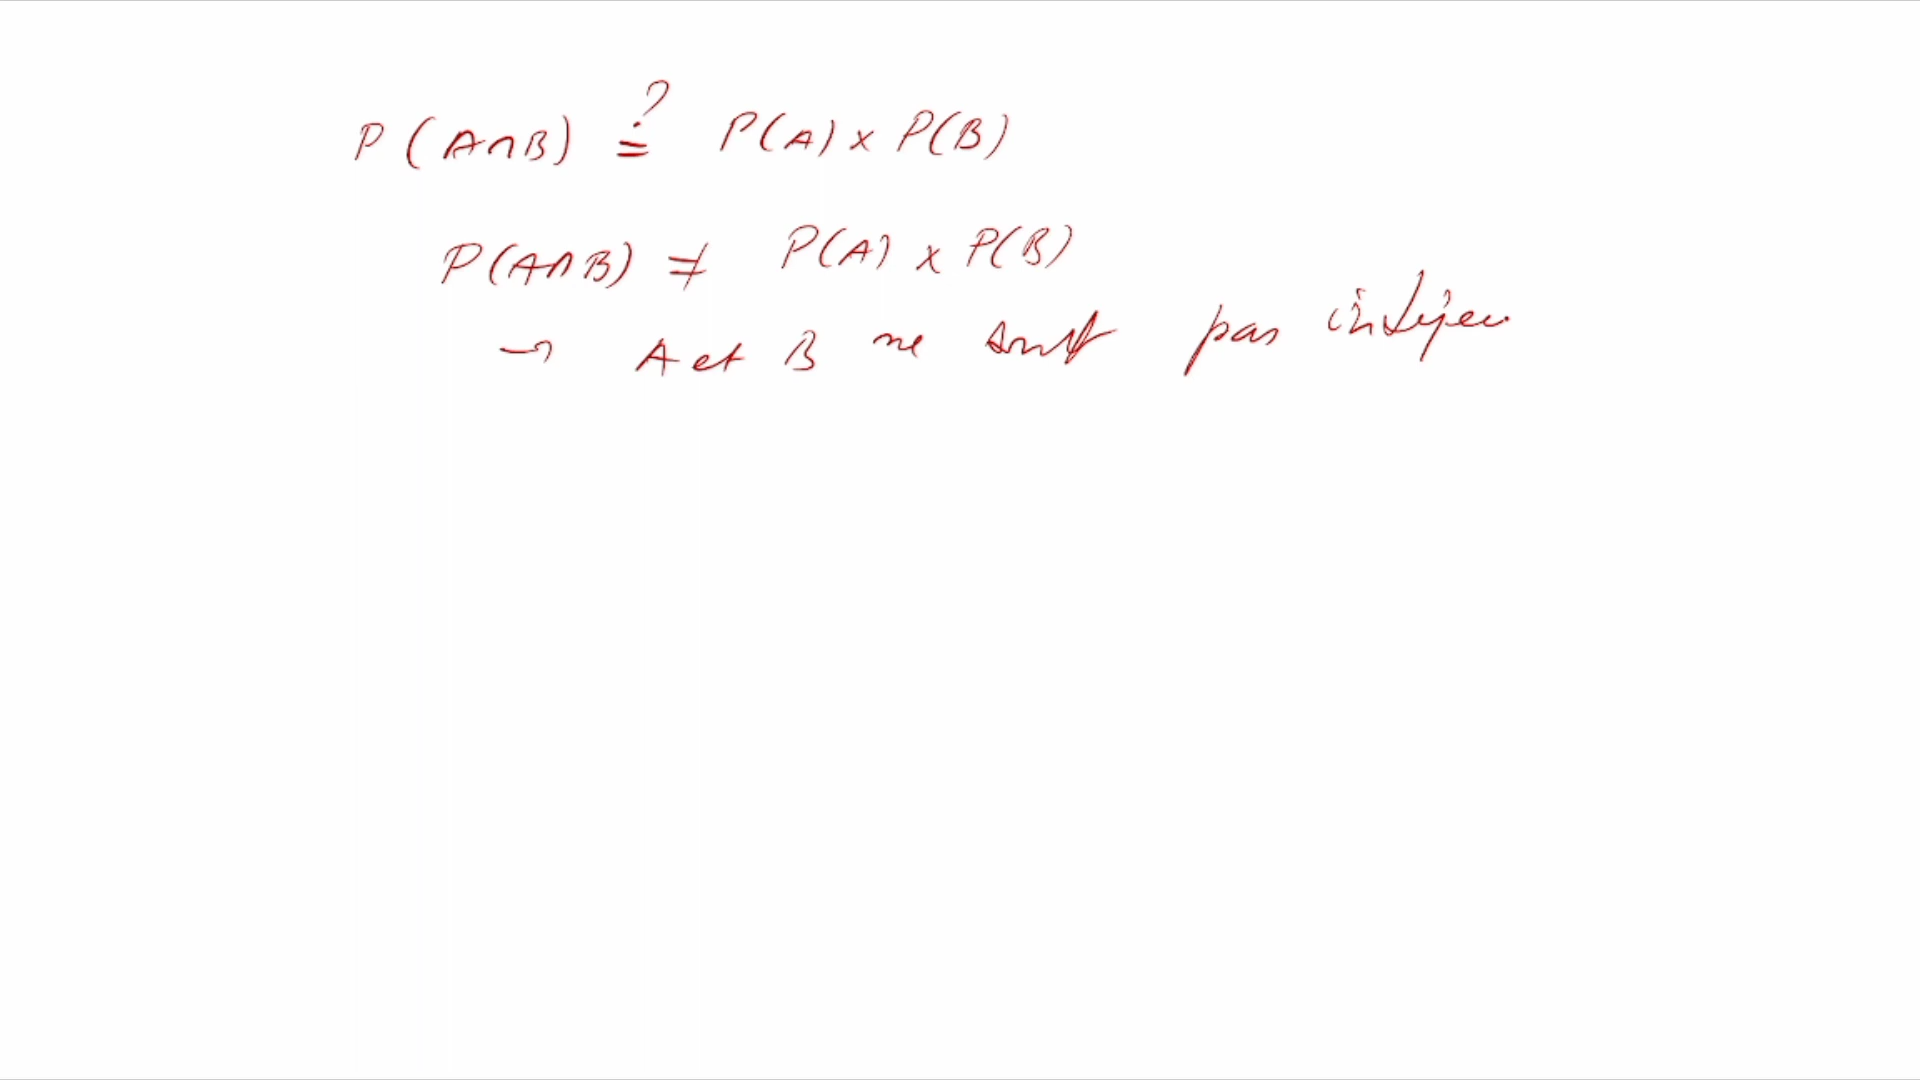 P(A∩B) ≟ P(A) x P(B)
P(A∩B) ≠ P(A) x P(B)
→ A et B ne sont pas indépen